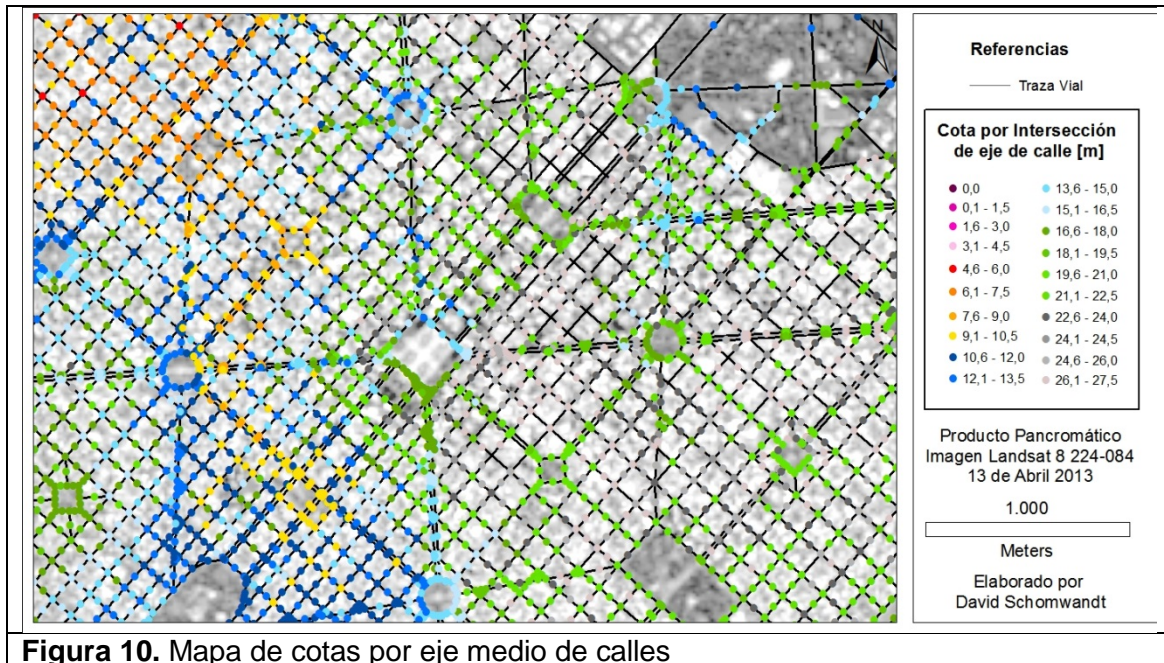 N
Referencias
Traza Vial
Cota por Intersección
de eje de calle [m]
0,0
0,1 - 1,5
1,6 - 3,0
3,1 - 4,5
4,6 - 6,0
6,1 - 7,5
7,6 - 9,0
9,1 - 10,5
10,6 - 12,0
12,1 - 13,5
13,6 - 15,0
15,1 - 16,5
16,6 - 18,0
18,1 - 19,5
19,6 - 21,0
21,1 - 22,5
22,6 - 24,0
24,1 - 24,5
24,6 - 26,0
26,1 - 27,5
Producto Pancromático
Imagen Landsat 8 224-084
13 de Abril 2013
1.000
Meters
Elaborado por
David Schomwandt
Figura 10. Mapa de cotas por eje medio de calles